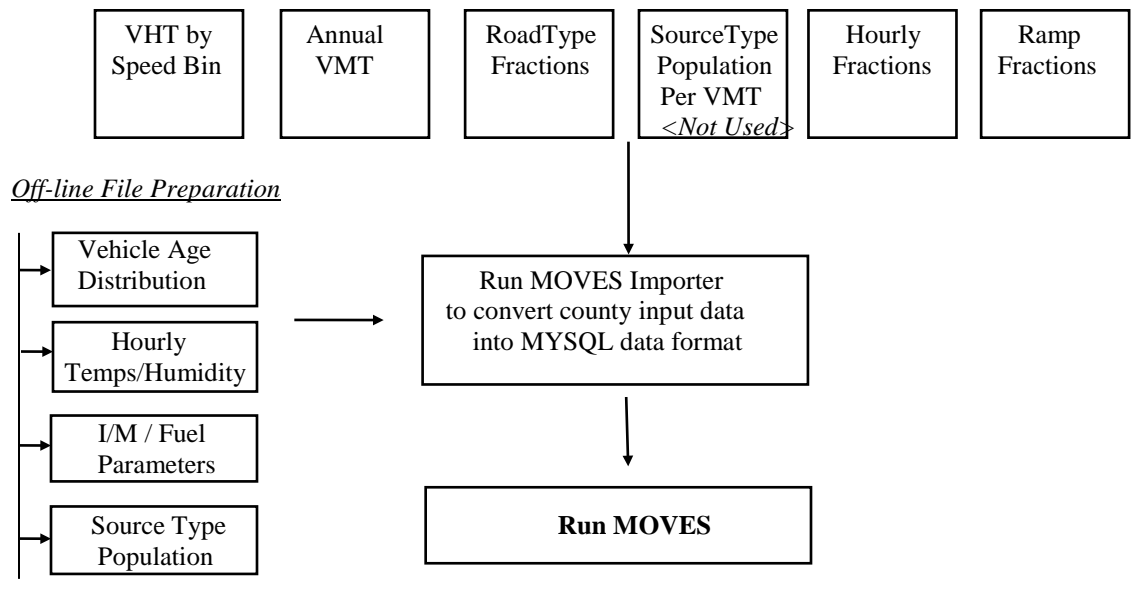 VHT by
Speed Bin
Annual
VMT
RoadType
Fractions
SourceType
Population
Per VMT
<Not Used>
Hourly
Fractions
Ramp
Fractions
Off-line File Preparation
Vehicle Age
Distribution
Hourly
Temps/Humidity
I/M / Fuel
Parameters
Source Type
Population
Run MOVES Importer
to convert county input data
into MYSQL data format
Run MOVES